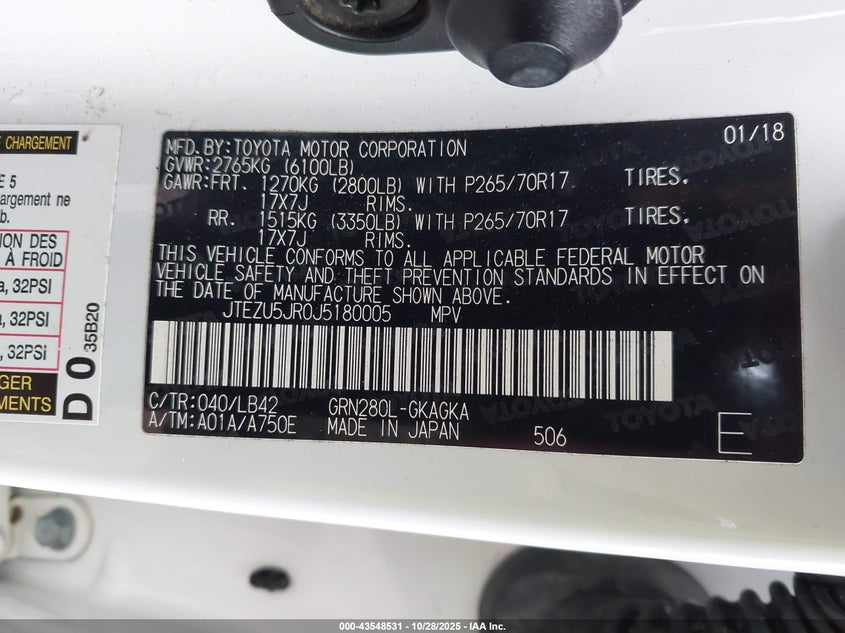 E CHARGEMENT
E 5
argement ne
b.
ION DES
À FROID
a, 32PSI
, 32PSI
, 32PSI
GER
EMENTS
D 0
35B20
MFD.BY:TOYOTA MOTOR CORPORATION 01/18
GVWR:2765KG (6100LB)
GAWR:FRT. 1270KG (2800LB) WITH P265/70R17 TIRES.
17X7J RIMS.
RR. 1515KG (3350LB) WITH P265/70R17 TIRES.
17X7J RIMS.
THIS VEHICLE CONFORMS TO ALL APPLICABLE FEDERAL MOTOR
VEHICLE SAFETY AND THEFT PREVENTION STANDARDS IN EFFECT ON
THE DATE OF MANUFACTURE SHOWN ABOVE.
JTEZU5JR0J5180005 MPV
C/TR:040/LB42 GRN280L-GKAGKA
A/TM:A01A/A750E MADE IN JAPAN 506 E
000-43548531 - 10/28/2025 - IAA Inc.